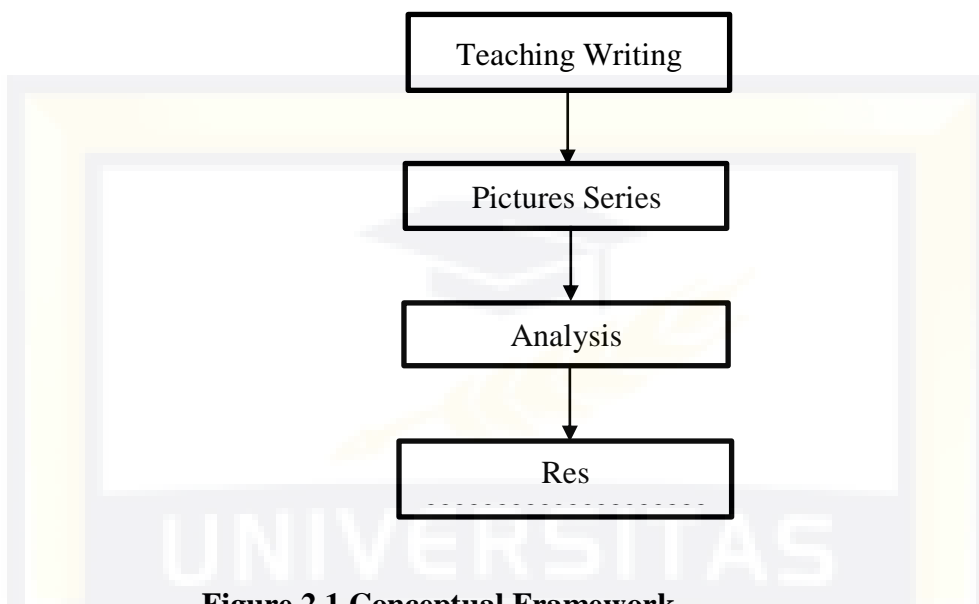 Teaching Writing
Pictures Series
Analysis
Res
UNIVERSITAS
Figure 2.1 Conceptual Framework